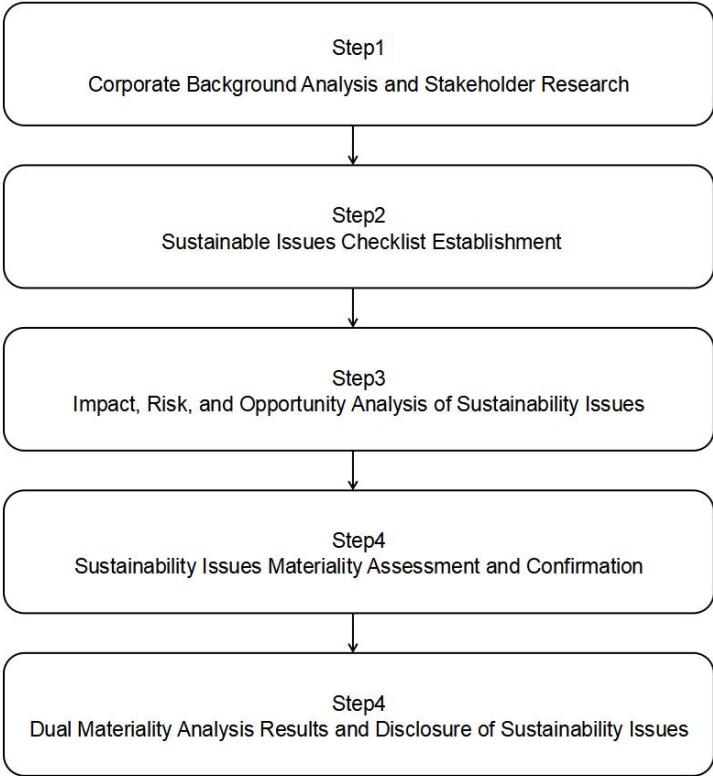 Step1
Corporate Background Analysis and Stakeholder Research
Step2
Sustainable Issues Checklist Establishment
Step3
Impact, Risk, and Opportunity Analysis of Sustainability Issues
Step4
Sustainability Issues Materiality Assessment and Confirmation
Step4
Dual Materiality Analysis Results and Disclosure of Sustainability Issues